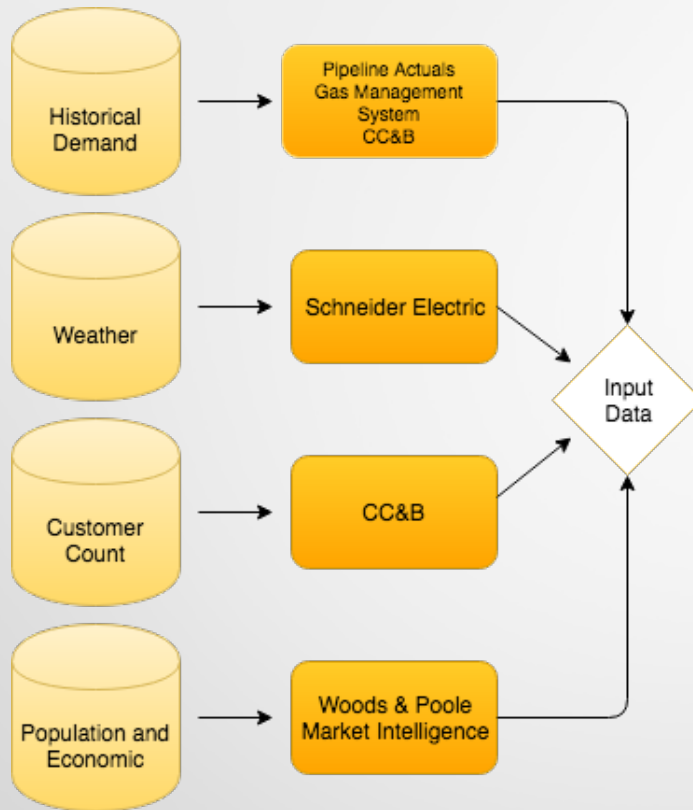 Historical
Demand
Pipeline Actuals
Gas Management
System
CC&B
Weather
Schneider Electric
Input
Data
Customer
Count
CC&B
Population and
Economic
Woods & Poole
Market Intelligence